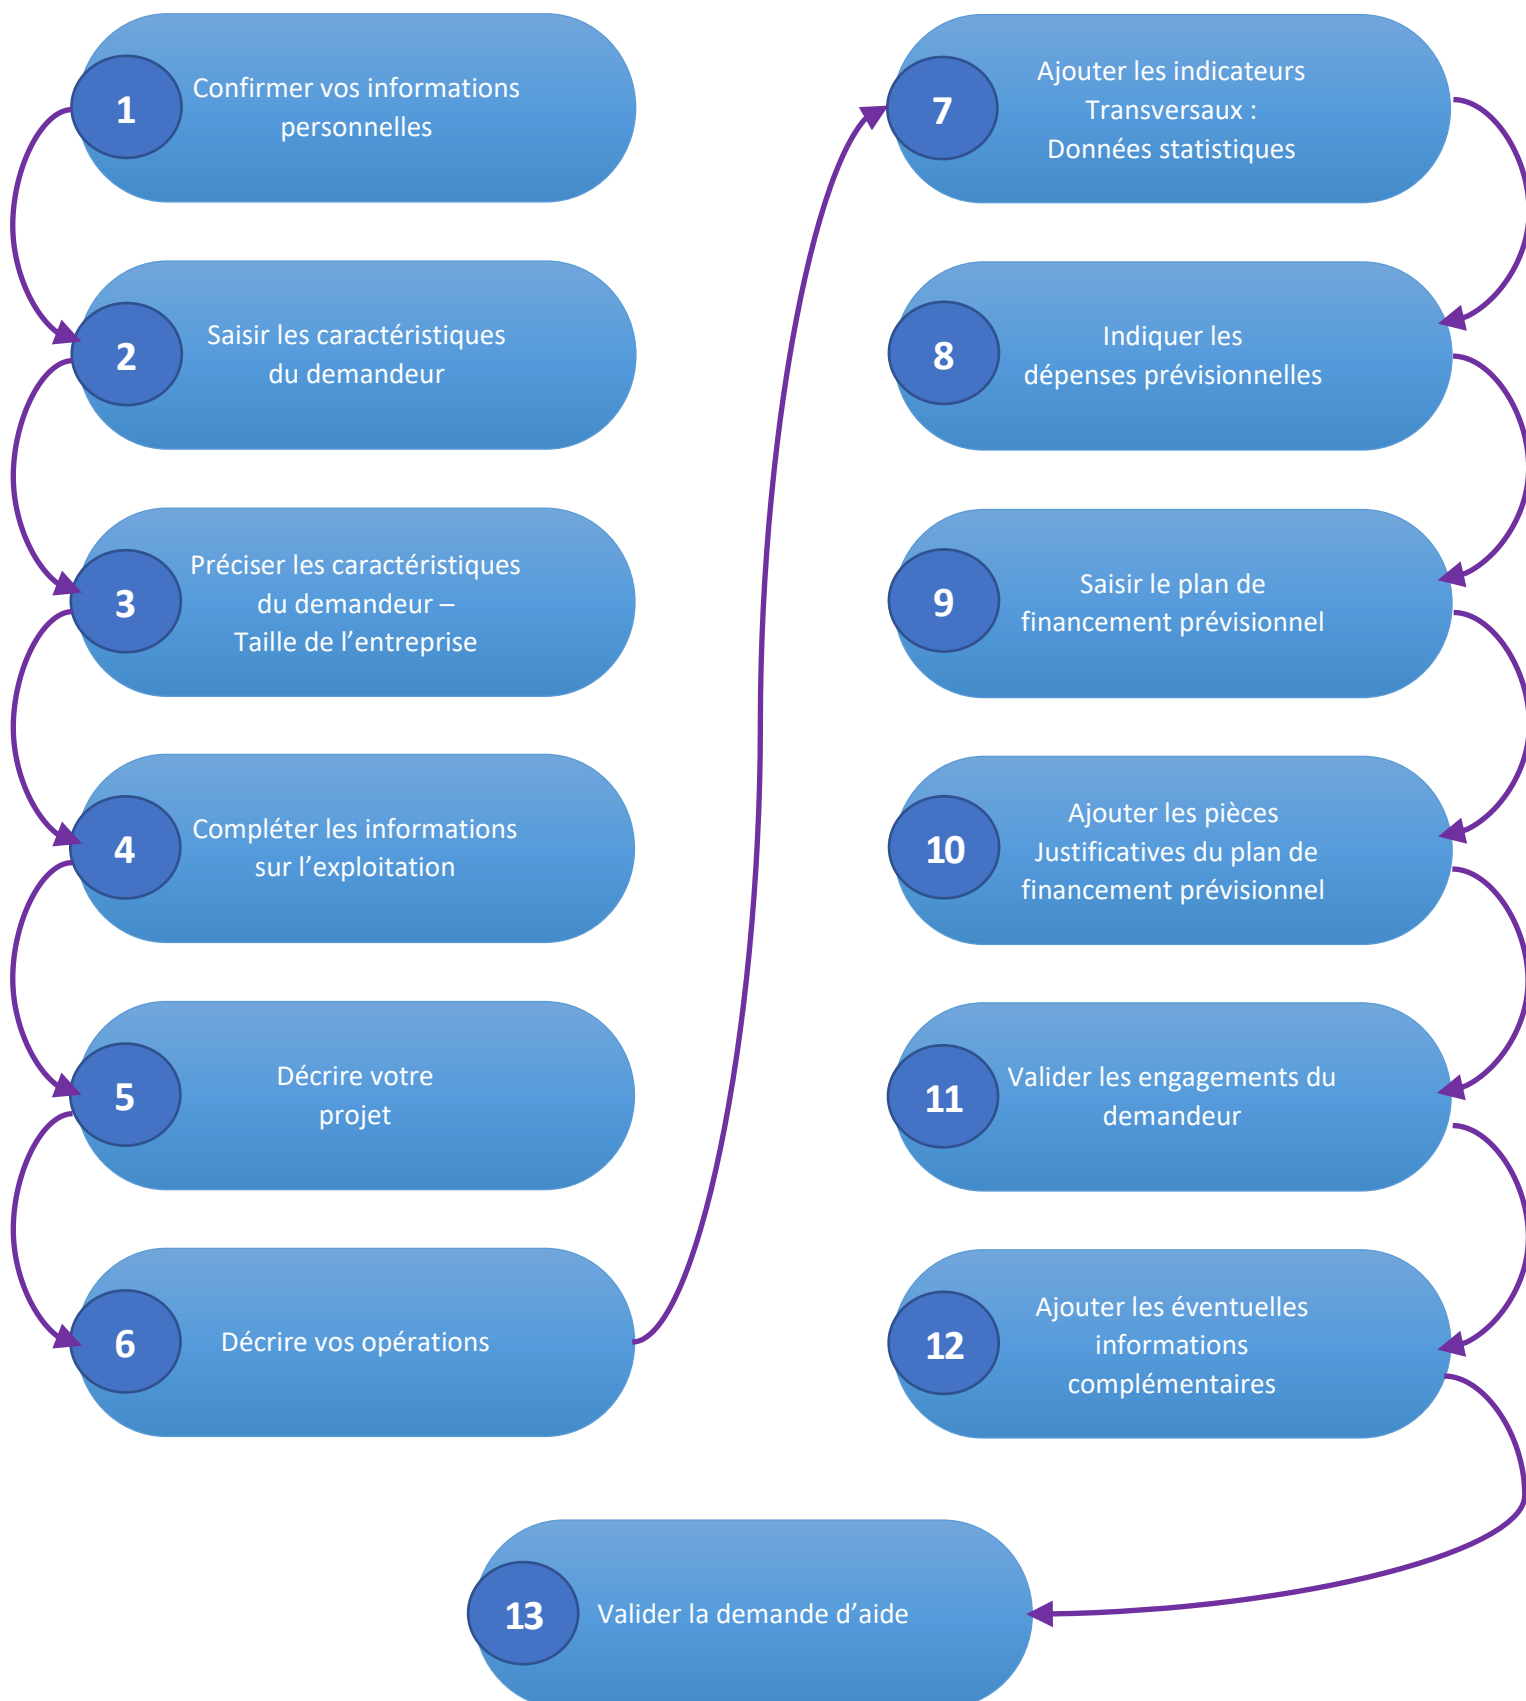 1
Confirmer vos informations
personnelles
2
Saisir les caractéristiques
du demandeur
3
Préciser les caractéristiques
du demandeur –
Taille de l’entreprise
4
Compléter les informations
sur l’exploitation
5
Décrire votre
projet
6
Décrire vos opérations
7
Ajouter les indicateurs
Transversaux :
Données statistiques
8
Indiquer les
dépenses prévisionnelles
9
Saisir le plan de
financement prévisionnel
10
Ajouter les pièces
Justificatives du plan de
financement prévisionnel
11
Valider les engagements du
demandeur
12
Ajouter les éventuelles
informations
complémentaires
13
Valider la demande d’aide